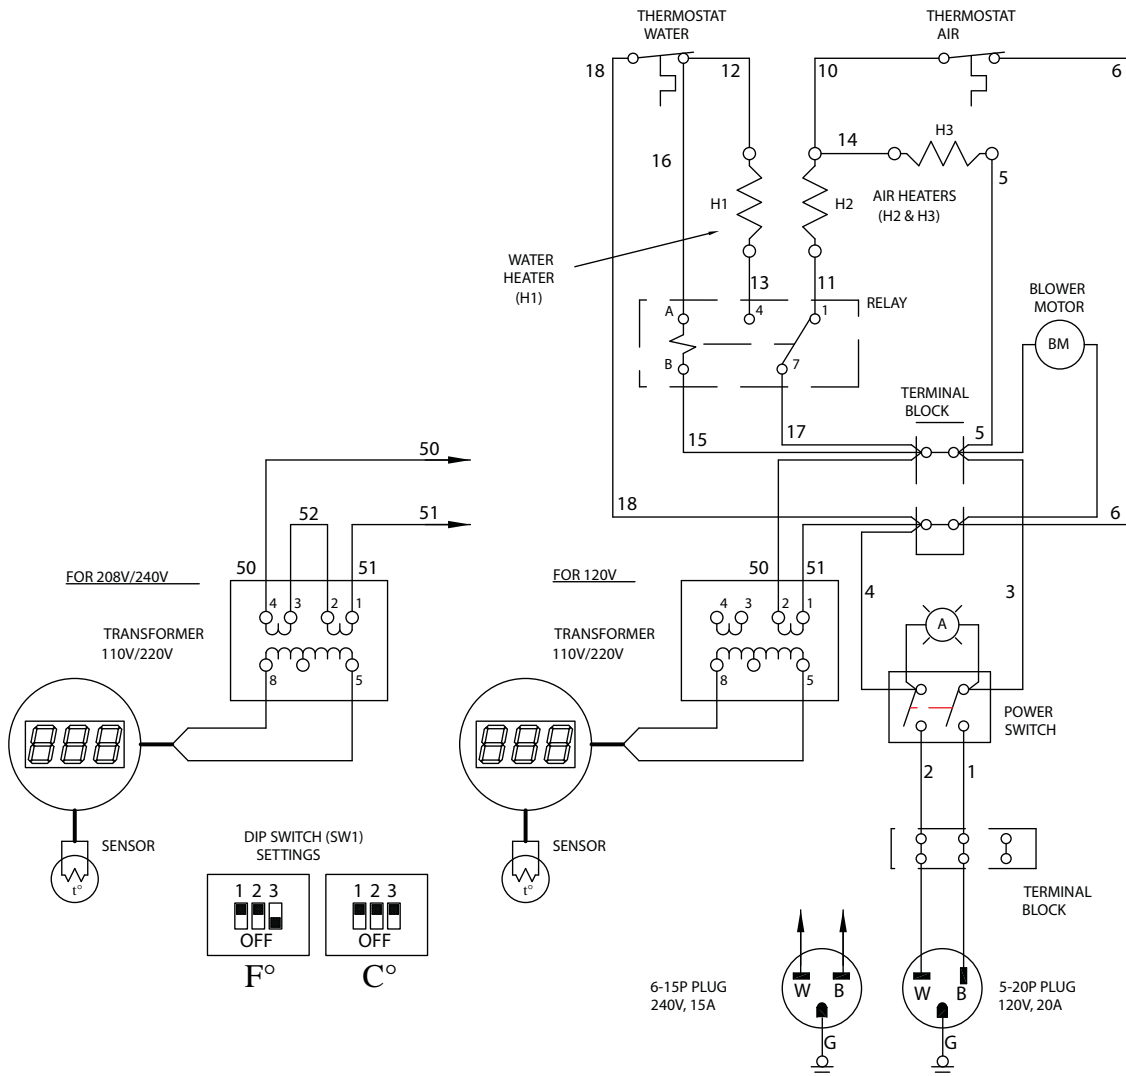 THERMOSTAT
WATER
THERMOSTAT
AIR
18
12
10
6
16
14
H3
5
H1
H2
AIR HEATERS
(H2 & H3)
WATER
HEATER
(H1)
13
11
A
4
1
RELAY
B
7
BLOWER
MOTOR
BM
TERMINAL
BLOCK
15
17
5
50
52
51
18
6
FOR 208V/240V
50
51
4
3
2
1
TRANSFORMER
110V/220V
8
5
FOR 120V
50
51
4
3
2
1
TRANSFORMER
110V/220V
8
5
4
3
A
POWER
SWITCH
2
1
888
SENSOR
t°
888
SENSOR
t°
DIP SWITCH (SW1)
SETTINGS
1 2 3
OFF
F°
1 2 3
OFF
C°
TERMINAL
BLOCK
6-15P PLUG
240V, 15A
W
B
G
W
B
G
5-20P PLUG
120V, 20A